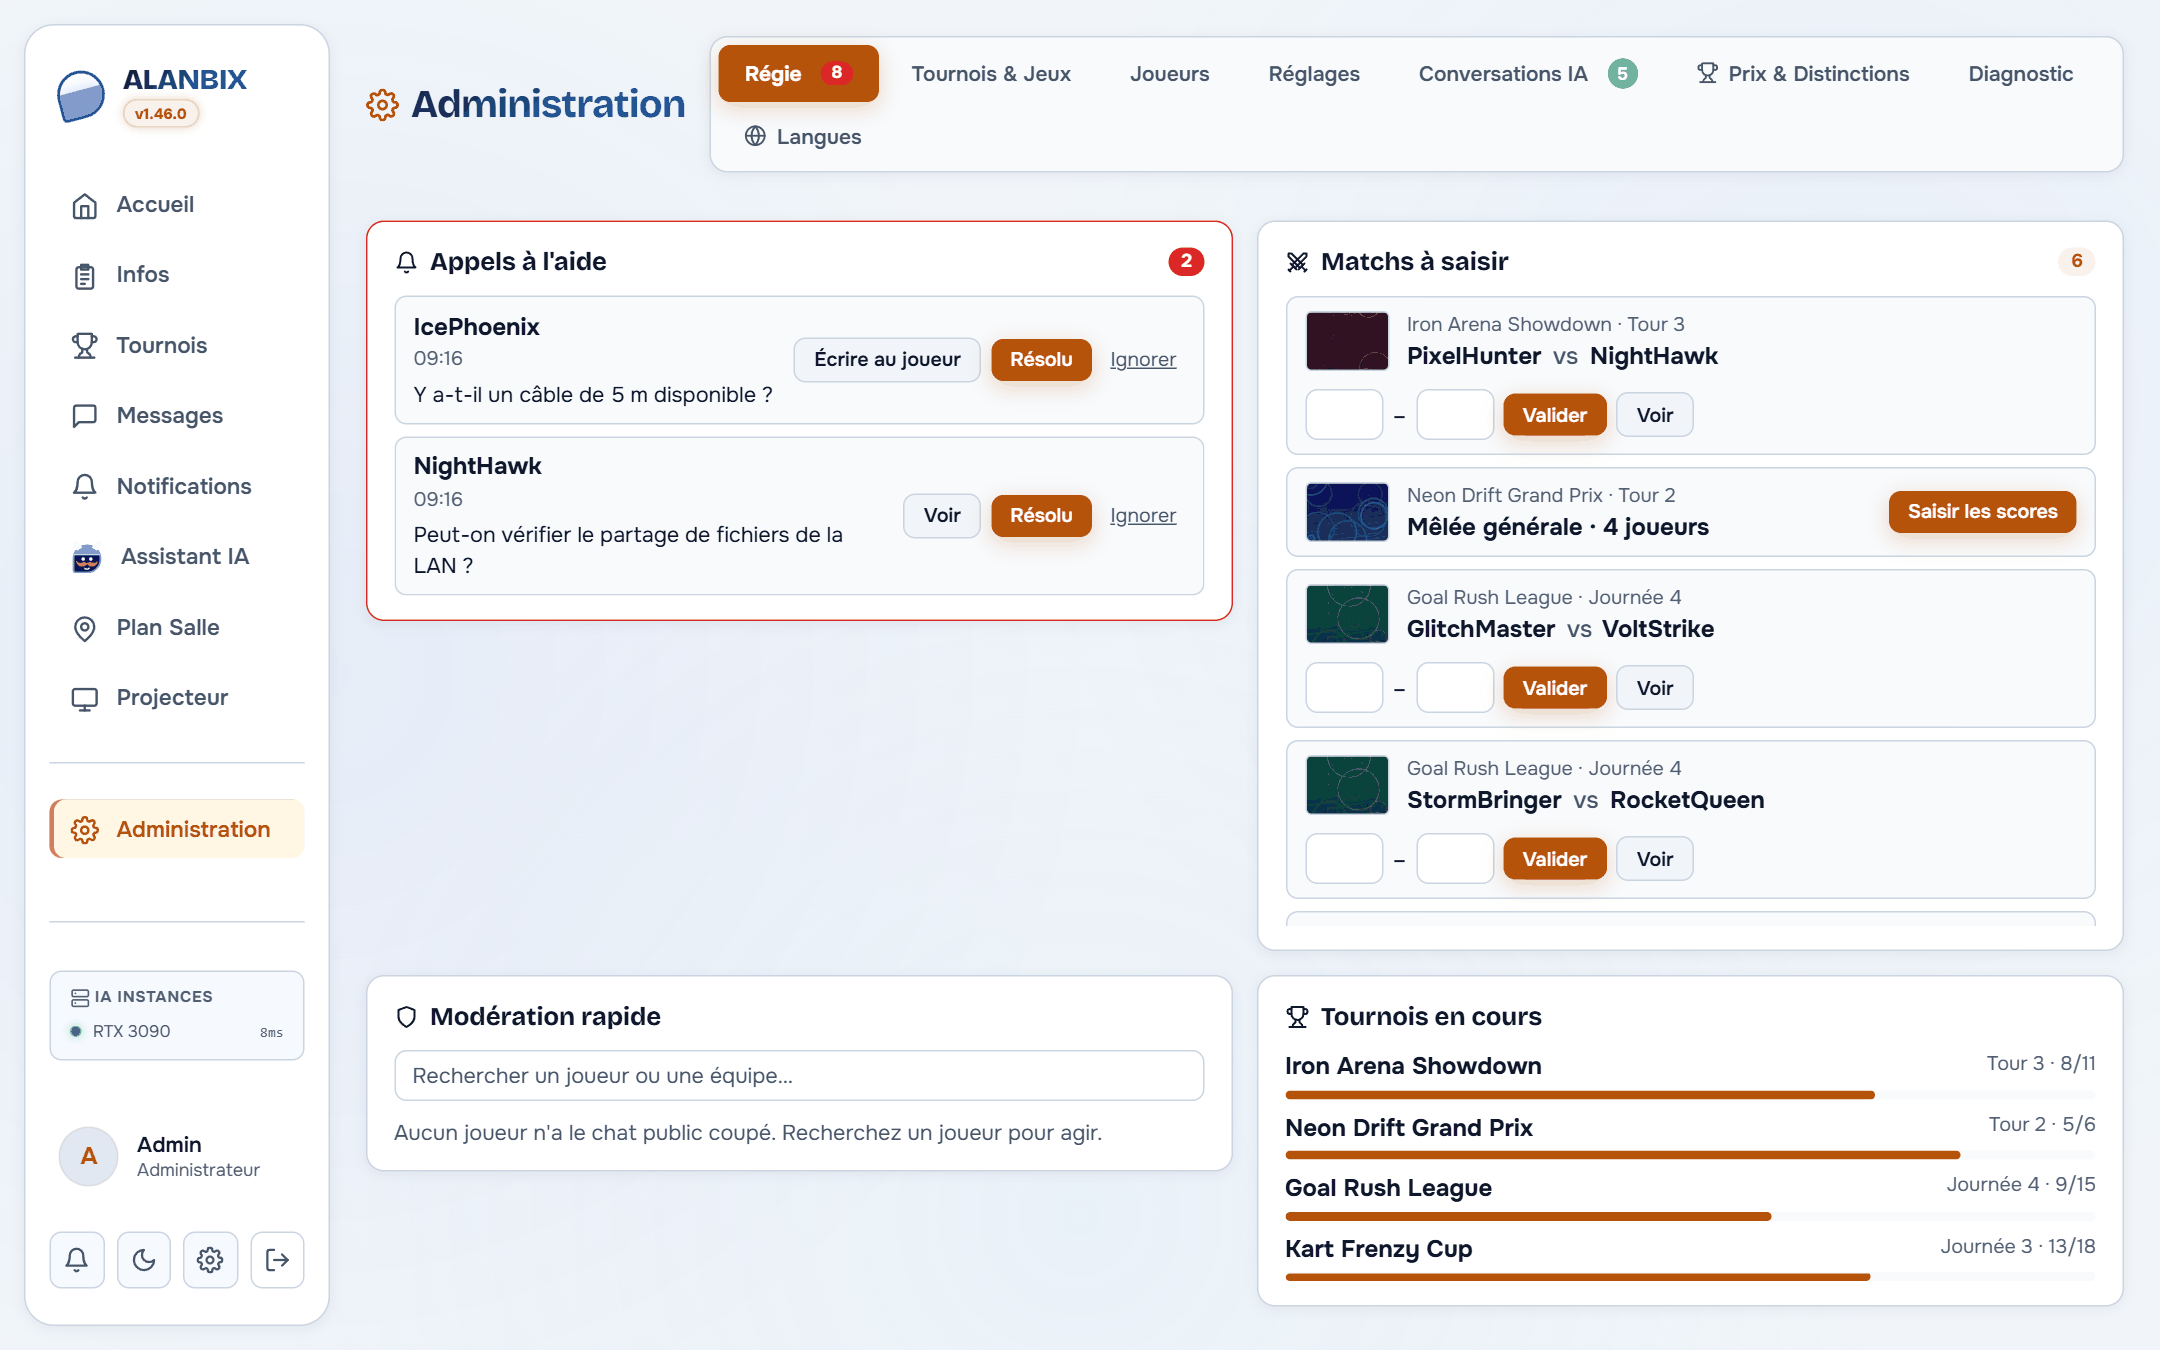 ALANBIX
v1.46.0
Accueil
Infos
Tournois
Messages
Notifications
Assistant IA
Plan Salle
Projecteur
Administration
IA INSTANCES
RTX 3090 8ms
A
Admin
Administrateur
Administration
Régie 8
Tournois & Jeux
Joueurs
Réglages
Conversations IA 5
Prix & Distinctions
Diagnostic
Langues
Appels à l'aide 2
IcePhoenix
09:16
Y a-t-il un câble de 5 m disponible ?
Écrire au joueur Résolu Ignorer
NightHawk
09:16
Peut-on vérifier le partage de fichiers de la
LAN ?
Voir Résolu Ignorer
Matchs à saisir 6
Iron Arena Showdown · Tour 3
PixelHunter vs NightHawk
– Valider Voir
Neon Drift Grand Prix · Tour 2
Mêlée générale · 4 joueurs
Saisir les scores
Goal Rush League · Journée 4
GlitchMaster vs VoltStrike
– Valider Voir
Goal Rush League · Journée 4
StormBringer vs RocketQueen
– Valider Voir
Modération rapide
Rechercher un joueur ou une équipe...
Aucun joueur n'a le chat public coupé. Recherchez un joueur pour agir.
Tournois en cours
Iron Arena Showdown Tour 3 · 8/11
Neon Drift Grand Prix Tour 2 · 5/6
Goal Rush League Journée 4 · 9/15
Kart Frenzy Cup Journée 3 · 13/18